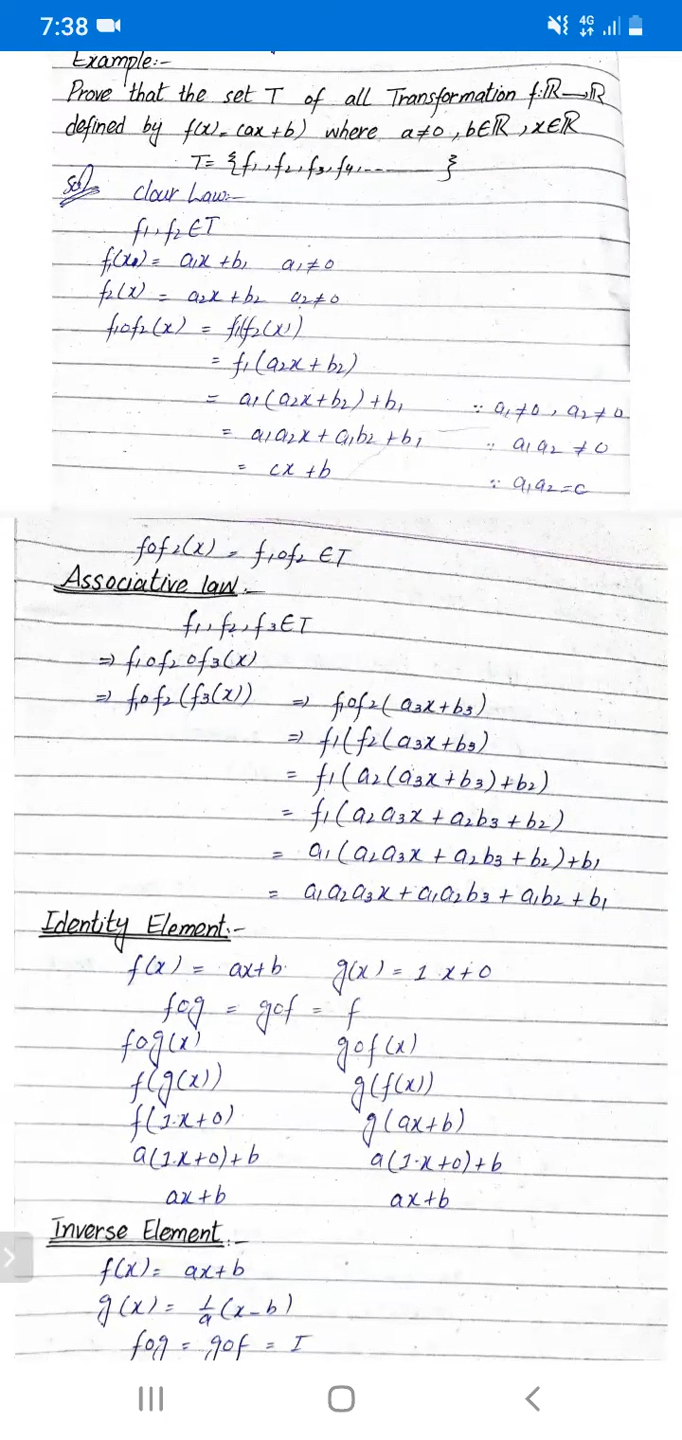 7:38
4G
Example:-
Prove that the set T of all Transformation f:ℝ→ℝ
defined by f(x) = (ax+b) where a≠0, b∈ℝ, x∈ℝ
T = {f₁, f₂, f₃, f₄, ------- }
Sol
Clour Law:-
f₁, f₂ ∈ T
f₁(x) = a₁x + b₁ a₁≠0
f₂(x) = a₂x + b₂ a₂≠0
f₁of₂(x) = f₁(f₂(x))
= f₁(a₂x + b₂)
= a₁(a₂x + b₂) + b₁ ∵ a₁≠0, a₂≠0
= a₁a₂x + a₁b₂ + b₁ ∵ a₁a₂ ≠ 0
= cx + b ∵ a₁a₂ = c
fof₂(x) = f₁of₂ ∈ T
Associative law:-
f₁, f₂, f₃ ∈ T
⇒ f₁of₂of₃(x)
⇒ f₁of₂(f₃(x)) ⇒ f₁of₂(a₃x+b₃)
⇒ f₁(f₂(a₃x+b₃)
= f₁(a₂(a₃x+b₃)+b₂)
= f₁(a₂a₃x + a₂b₃ + b₂)
= a₁(a₂a₃x + a₂b₃ + b₂)+b₁
= a₁a₂a₃x + a₁a₂b₃ + a₁b₂ + b₁
Identity Element:-
f(x) = ax+b g(x) = 1.x+0
fog = gof = f
fog(x) gof(x)
f(g(x)) g(f(x))
f(1.x+0) g(ax+b)
a(1.x+0)+b a(1.x+0)+b
ax+b ax+b
Inverse Element:-
f(x) = ax+b
g(x) = 1/a (x-b)
fog = gof = I